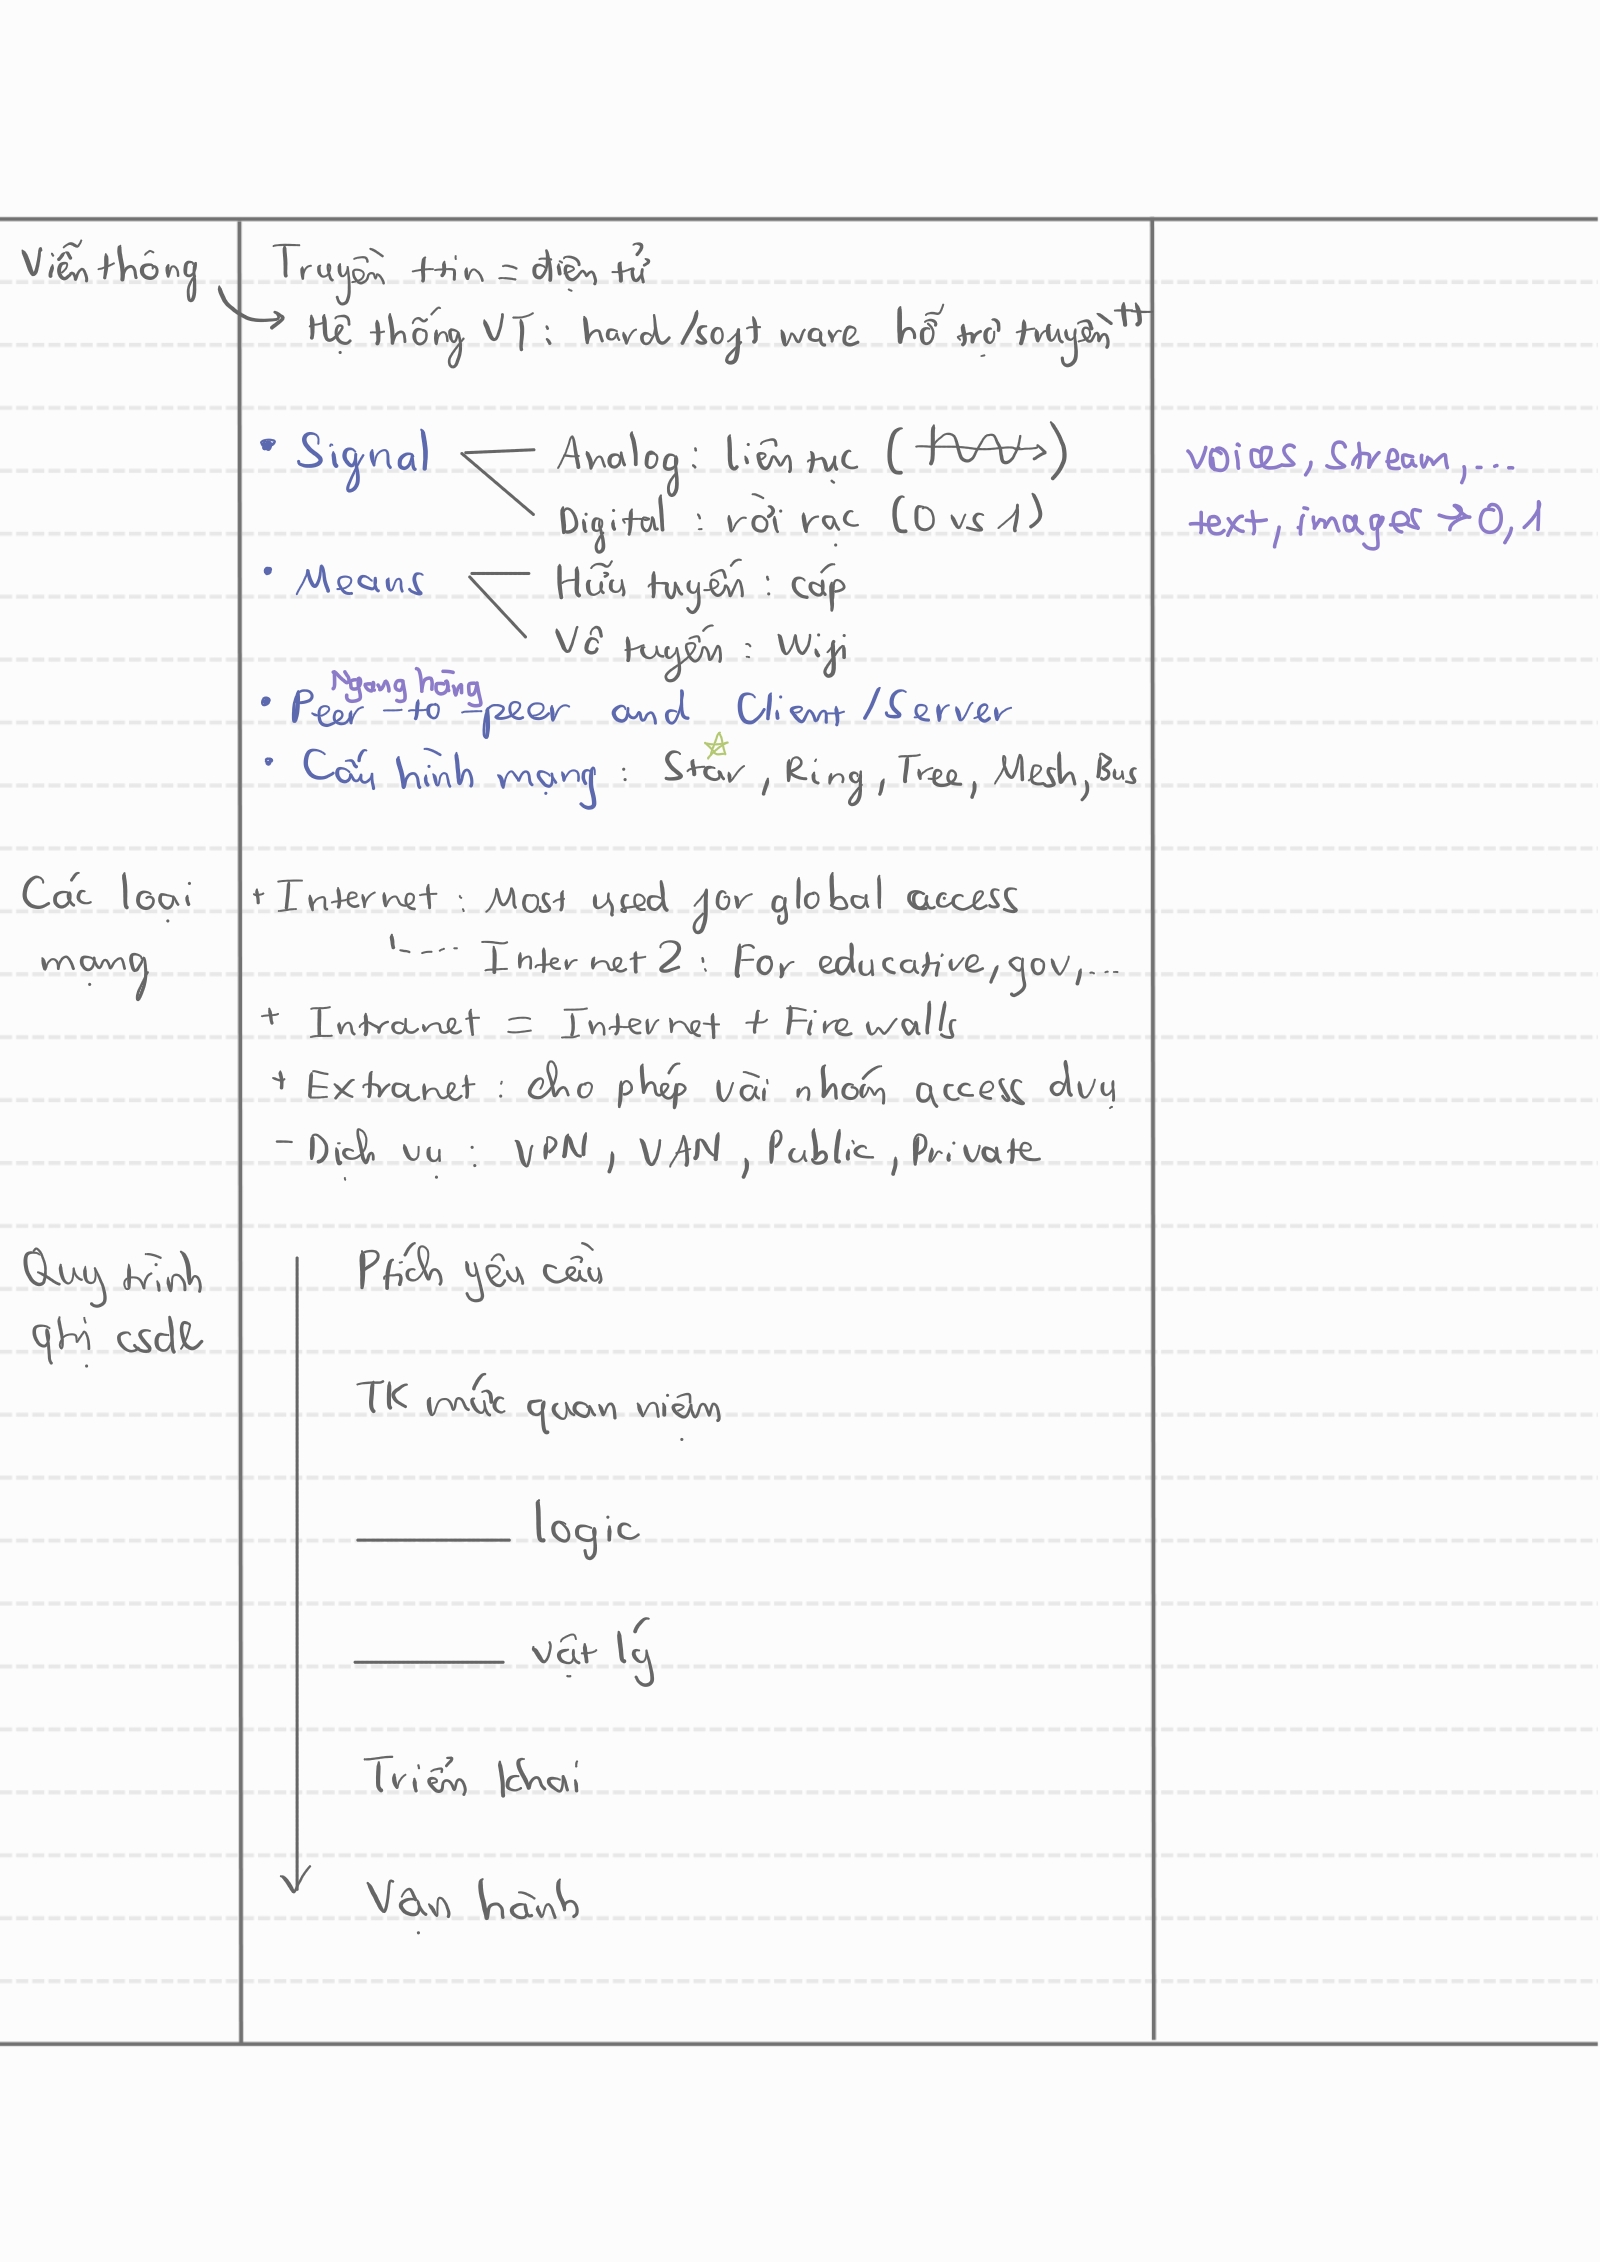 Viễn thông
Truyền ttin = điện tử
Hệ thống VT : hard/soft ware hỗ trợ truyền tt
• Signal
Analog : liên tục
voices, Stream, ...
Digital : rời rạc (0 vs 1)
text, images → 0, 1
• Means
Hữu tuyến : cáp
Vô tuyến : Wifi
Ngang hàng
• Peer-to-peer and Client/Server
• Cấu hình mạng : Star, Ring, Tree, Mesh, Bus
Các loại
mạng
+ Internet : Most used for global access
Internet 2 : For educative, gov, ...
+ Intranet = Internet + Fire walls
+ Extranet : cho phép vài nhóm access dvụ
- Dịch vụ : VPN, VAN, Public, Private
Quy trình
qtrị csdl
Ptích yêu cầu
TK mức quan niệm
logic
vật lý
Triển khai
Vận hành